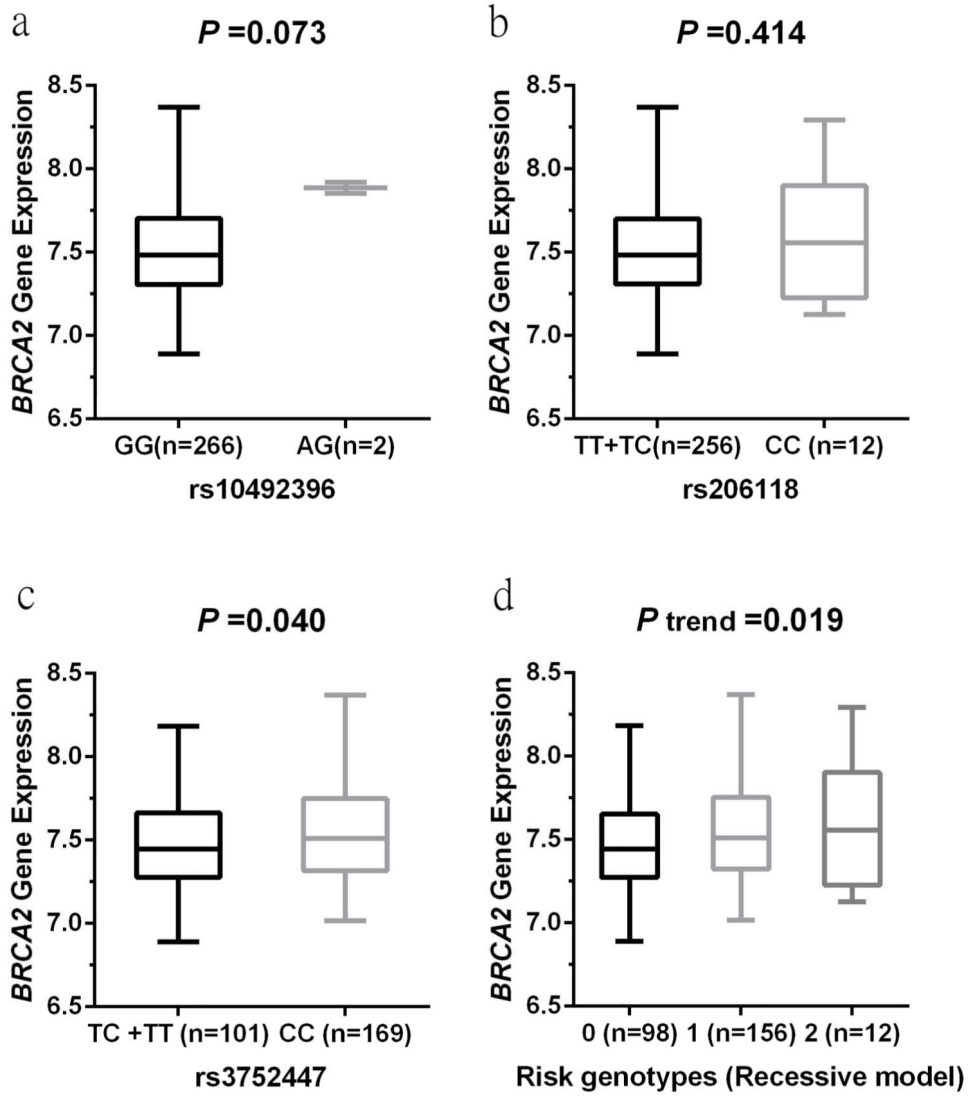 a
P =0.073
BRCA2 Gene Expression
8.5
8.0
7.5
7.0
6.5
GG(n=266) AG(n=2)
rs10492396
b
P =0.414
BRCA2 Gene Expression
8.5
8.0
7.5
7.0
6.5
TT+TC(n=256) CC (n=12)
rs206118
c
P =0.040
BRCA2 Gene Expression
8.5
8.0
7.5
7.0
6.5
TC +TT (n=101) CC (n=169)
rs3752447
d
P trend =0.019
BRCA2 Gene Expression
8.5
8.0
7.5
7.0
6.5
0 (n=98) 1 (n=156) 2 (n=12)
Risk genotypes (Recessive model)